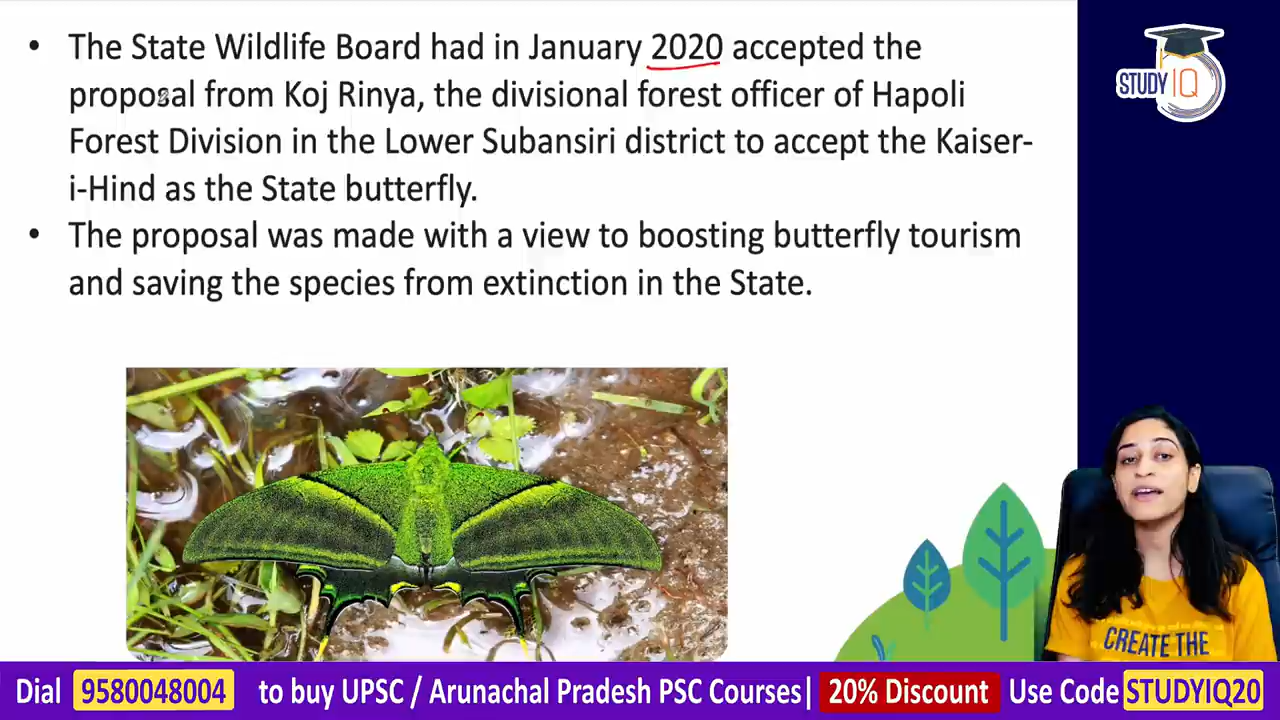 • The State Wildlife Board had in January 2020 accepted the
proposal from Koj Rinya, the divisional forest officer of Hapoli
Forest Division in the Lower Subansiri district to accept the Kaiser-
i-Hind as the State butterfly.
• The proposal was made with a view to boosting butterfly tourism
and saving the species from extinction in the State.
STUDY IQ
CREATE THE
Dial 9580048004 to buy UPSC / Arunachal Pradesh PSC Courses| 20% Discount Use Code STUDYIQ20